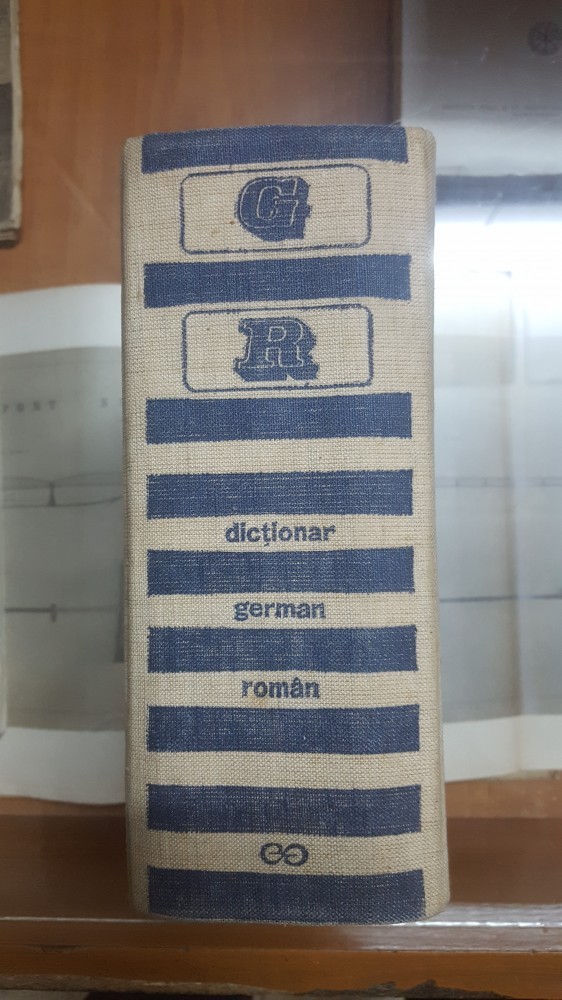 G
R
dicționar
german
român